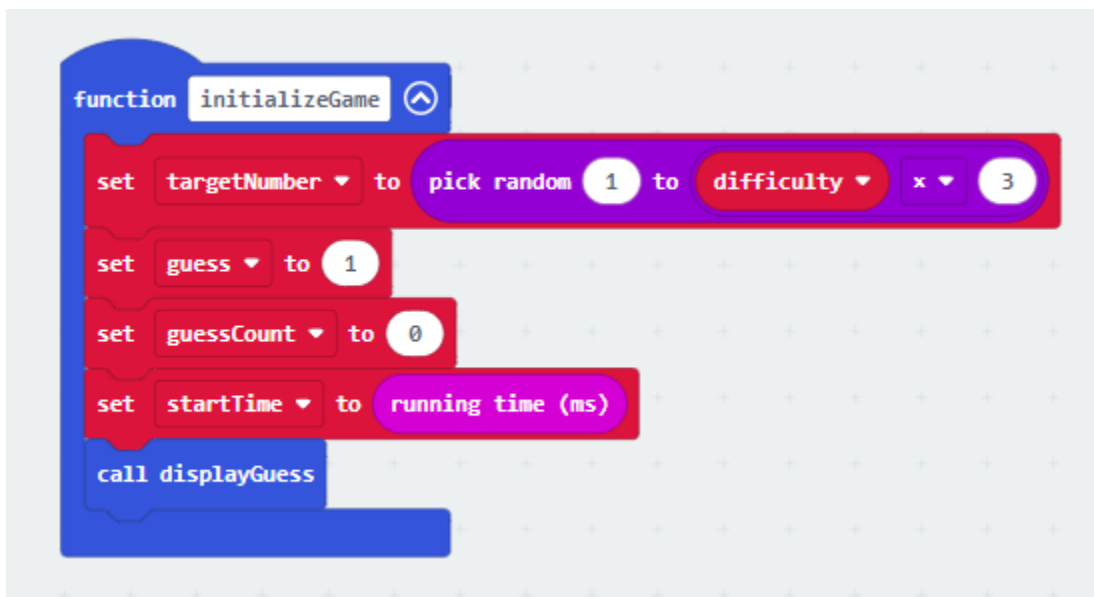 function initializeGame
set targetNumber to pick random 1 to difficulty x 3
set guess to 1
set guessCount to 0
set startTime to running time (ms)
call displayGuess